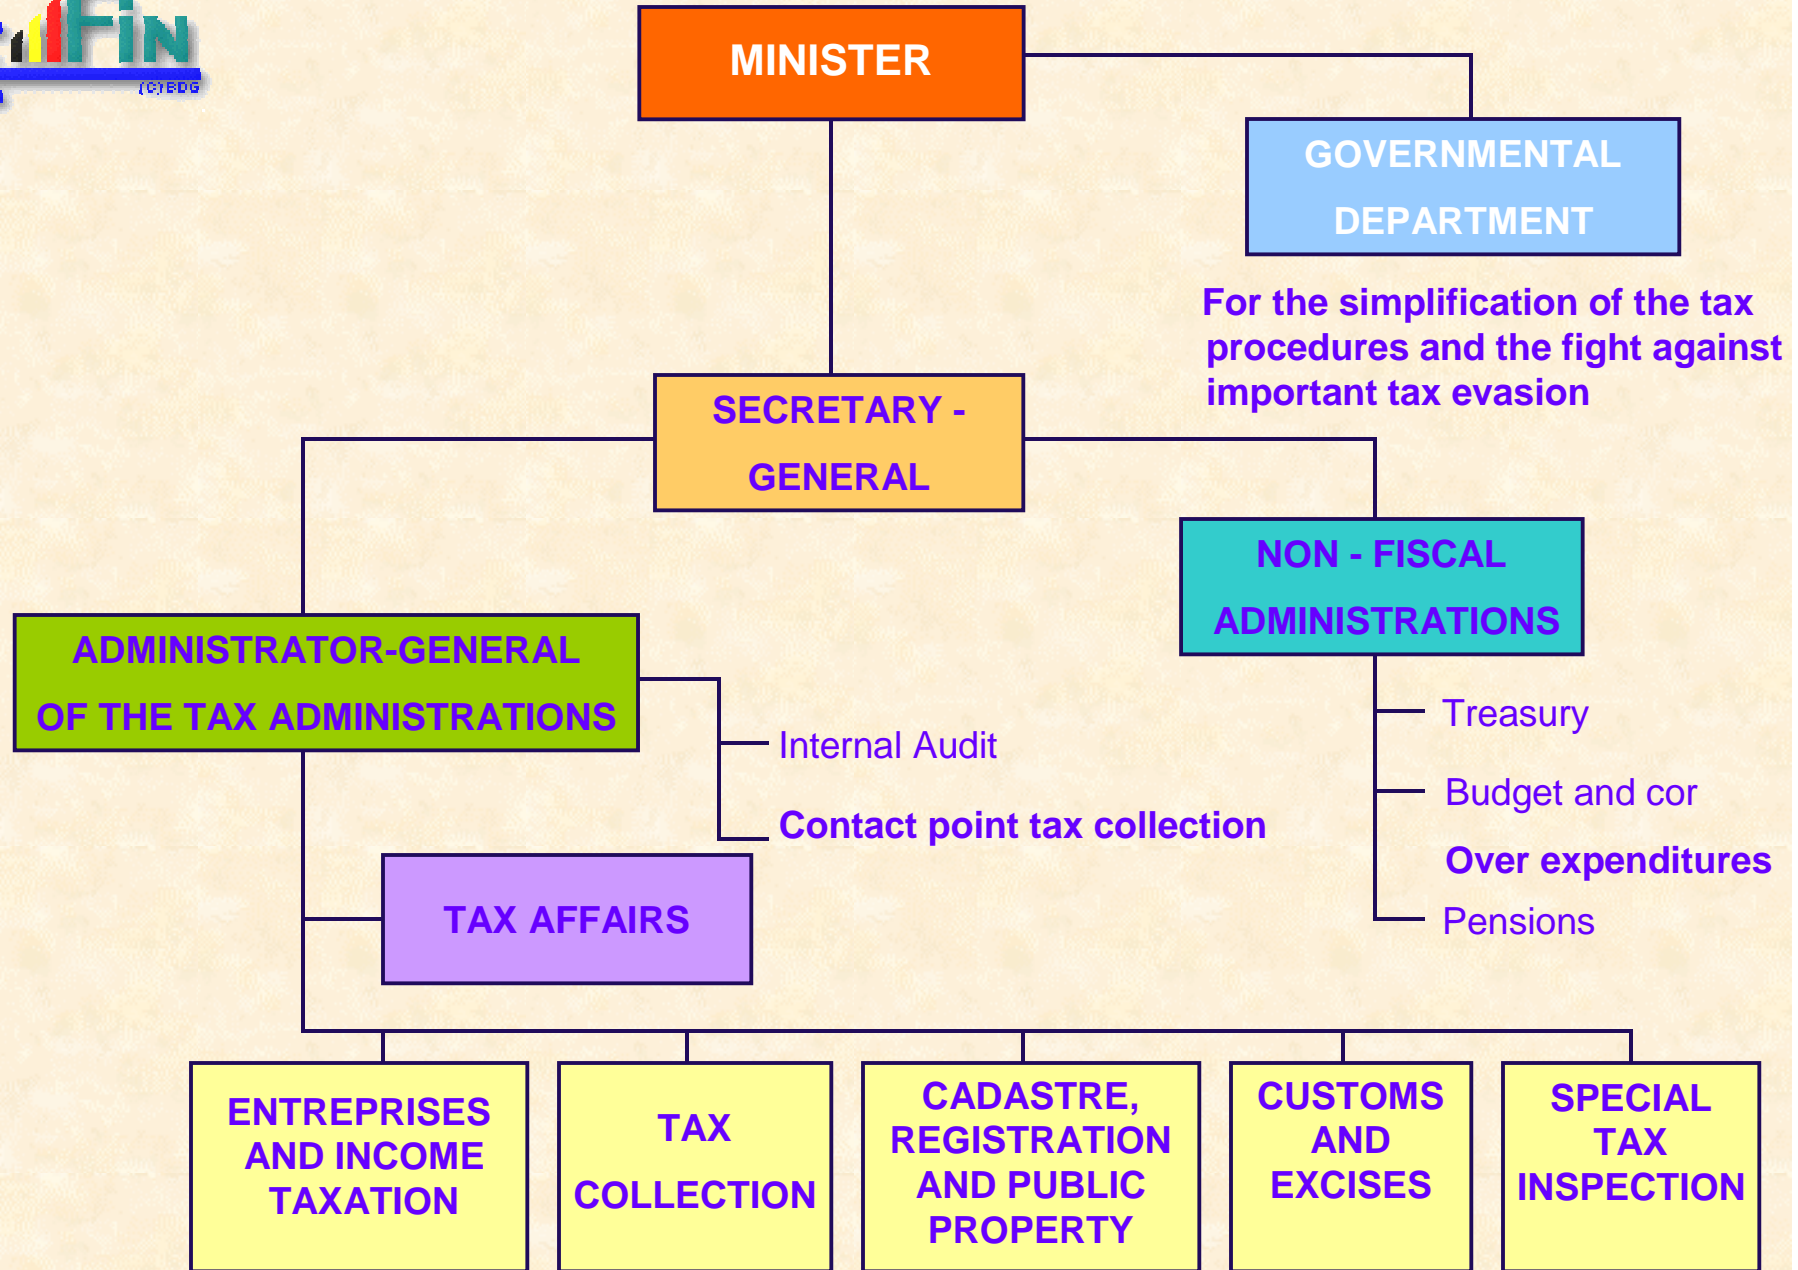 Fin
(C)BDG
MINISTER
GOVERNMENTAL
DEPARTMENT
For the simplification of the tax
procedures and the fight against
important tax evasion
SECRETARY -
GENERAL
NON - FISCAL
ADMINISTRATIONS
ADMINISTRATOR-GENERAL
OF THE TAX ADMINISTRATIONS
Internal Audit
Contact point tax collection
Treasury
Budget and cor
Over expenditures
Pensions
TAX AFFAIRS
ENTREPRISES
AND INCOME
TAXATION
TAX
COLLECTION
CADASTRE,
REGISTRATION
AND PUBLIC
PROPERTY
CUSTOMS
AND
EXCISES
SPECIAL
TAX
INSPECTION